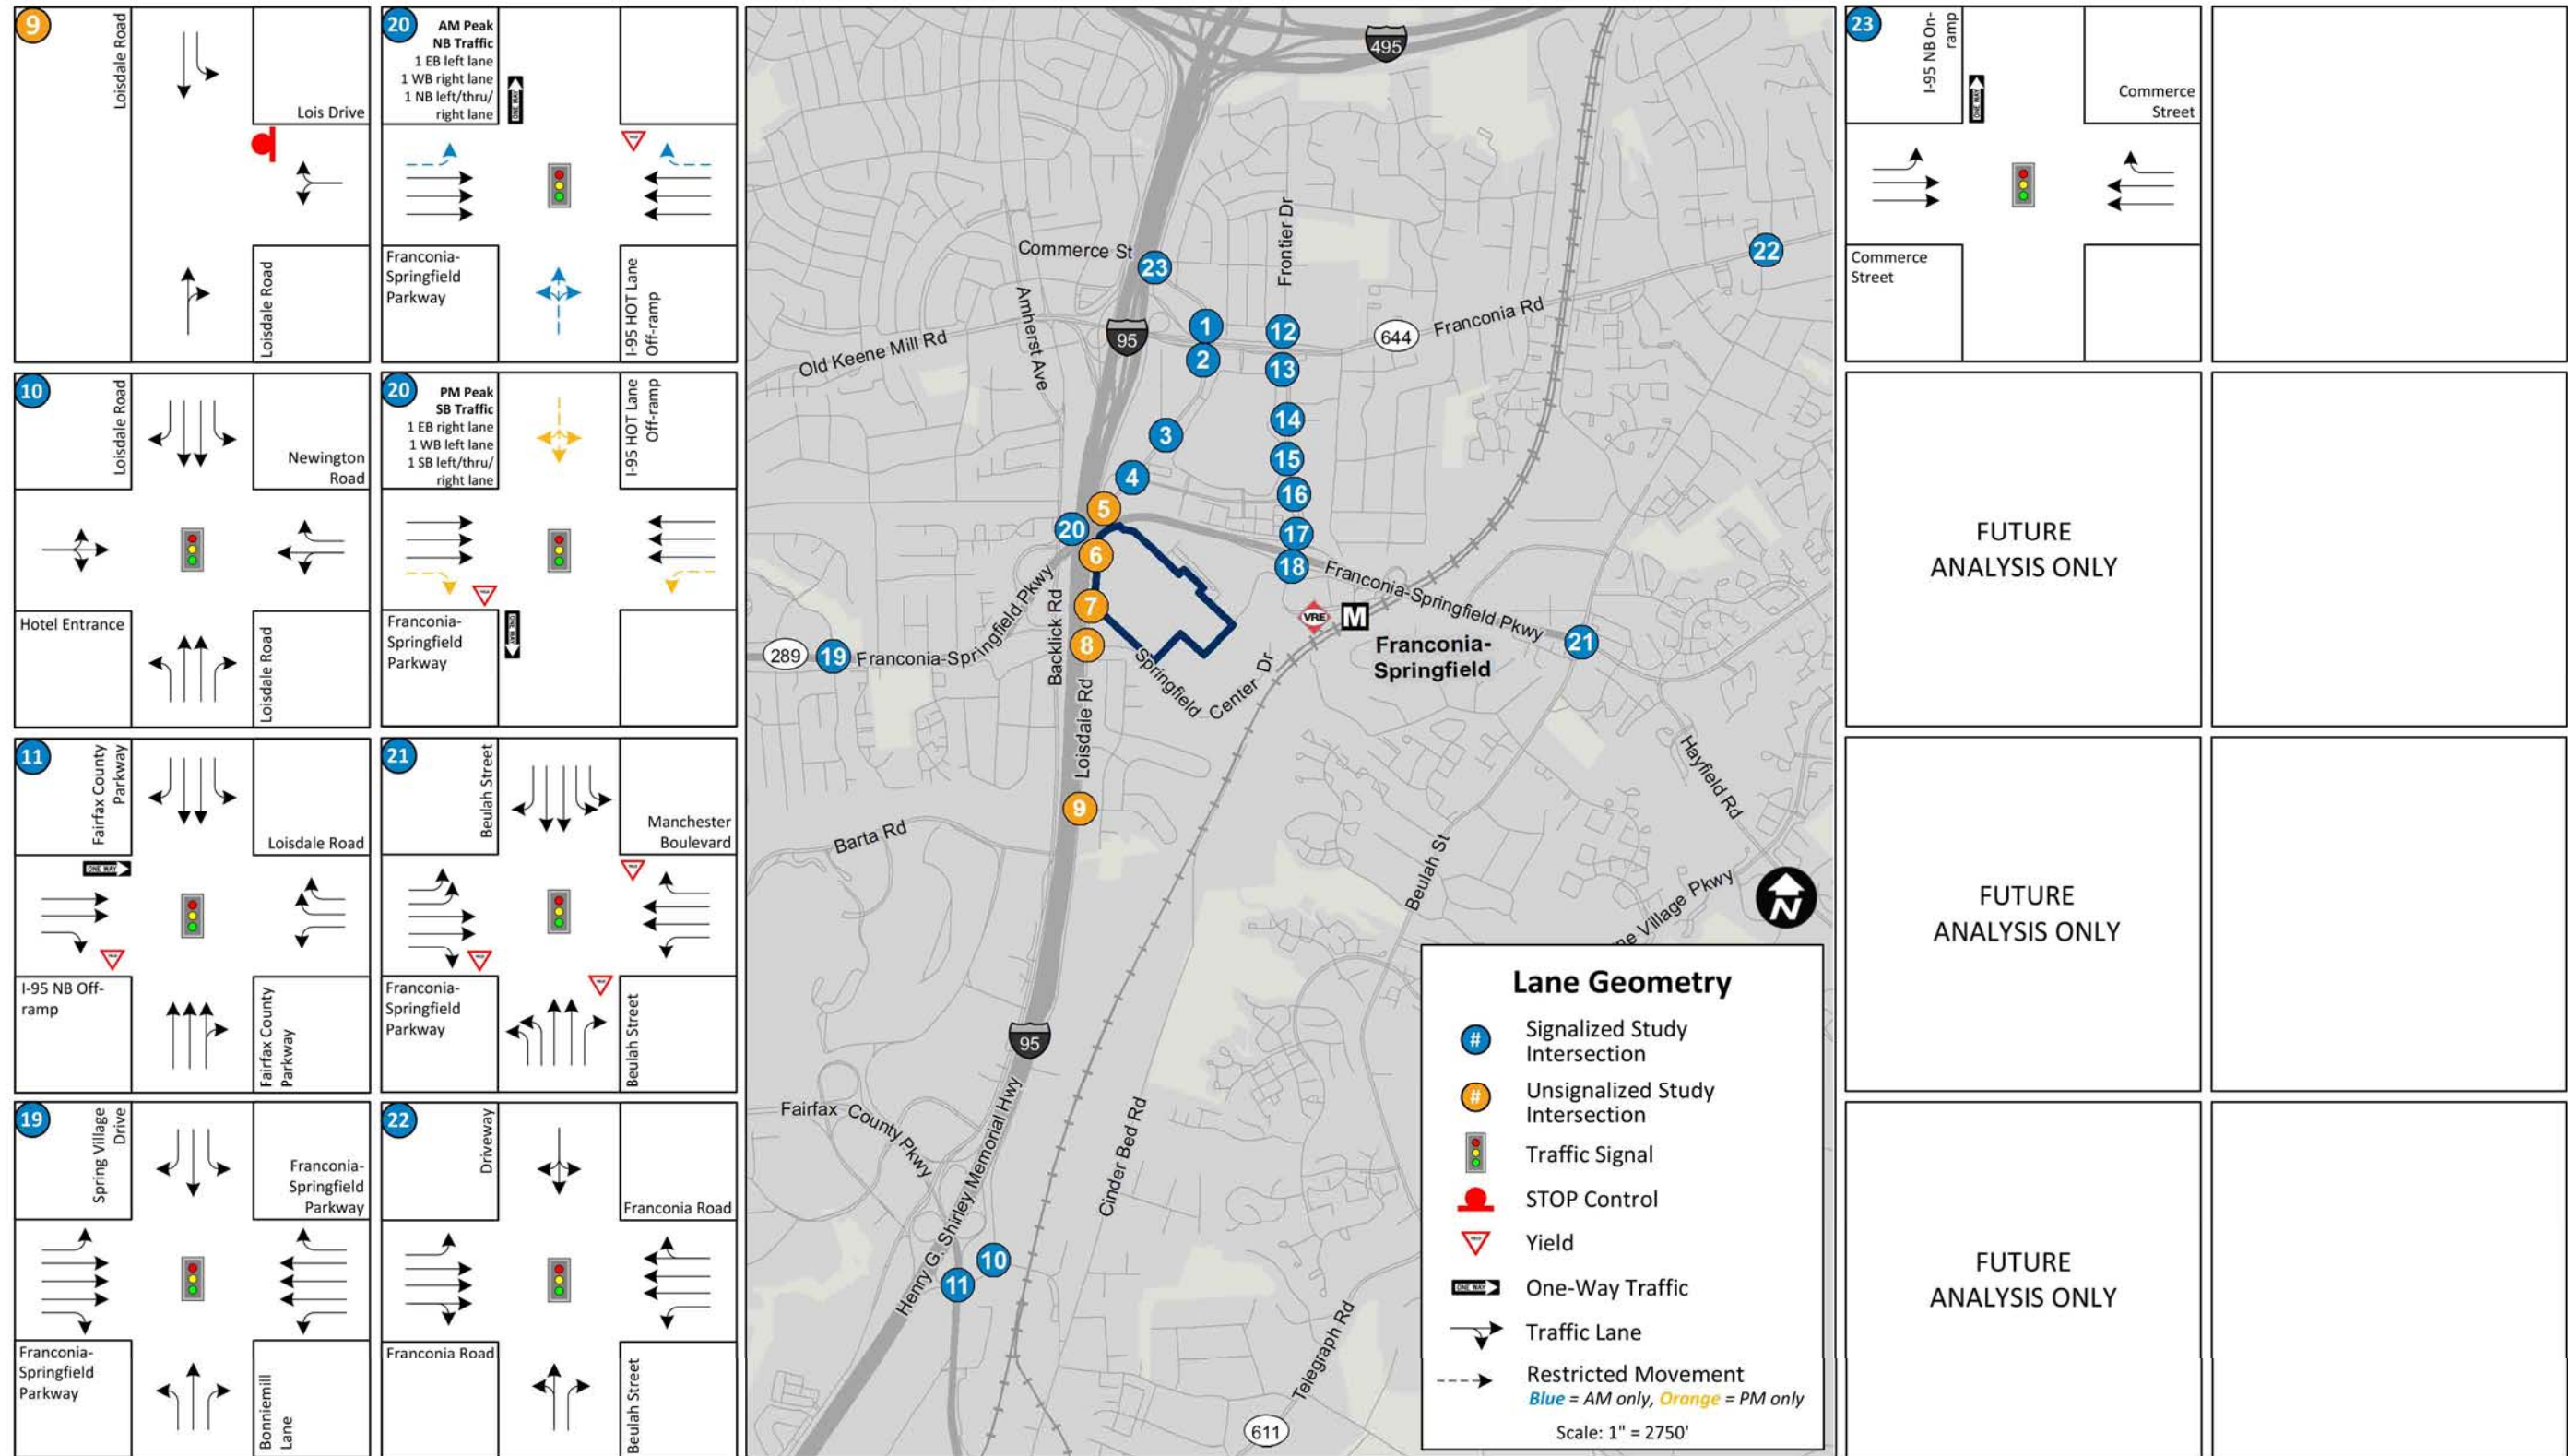 9
Loisdale Road
Lois Drive
Loisdale Road
20
AM Peak
NB Traffic
1 EB left lane
1 WB right lane
1 NB left/thru/
right lane
ONE WAY
YIELD
Franconia-
Springfield
Parkway
I-95 HOT Lane
Off-ramp
10
Loisdale Road
Newington
Road
Hotel Entrance
Loisdale Road
20
PM Peak
SB Traffic
1 EB right lane
1 WB left lane
1 SB left/thru/
right lane
I-95 HOT Lane
Off-ramp
YIELD
ONE WAY
Franconia-
Springfield
Parkway
11
Fairfax County
Parkway
Loisdale Road
ONE WAY
YIELD
I-95 NB Off-
ramp
Fairfax County
Parkway
21
Beulah Street
Manchester
Boulevard
YIELD
YIELD
YIELD
Franconia-
Springfield
Parkway
Beulah Street
19
Spring Village
Drive
Franconia-
Springfield
Parkway
Franconia-
Springfield
Parkway
Bonniemill
Lane
22
Driveway
Franconia Road
Franconia Road
Beulah Street
495
Commerce St
23
Frontier Dr
22
Amherst Ave
95
1
2
12
13
644
Franconia Rd
Old Keene Mill Rd
3
14
4
15
16
5
20
17
6
18
Franconia-Springfield Pkwy
7
8
VRE
M
Franconia-
Springfield
21
289
19
Franconia-Springfield Pkwy
Backlick Rd
Springfield Center Dr
Loisdale Rd
9
Barta Rd
Hayfield Rd
Beulah St
ne Village Pkwy
N
95
Fairfax County Pkwy
Henry G. Shirley Memorial Hwy
Cinder Bed Rd
10
11
Telegraph Rd
611
Lane Geometry
#
Signalized Study
Intersection
#
Unsignalized Study
Intersection
Traffic Signal
STOP Control
YIELD
Yield
ONE WAY
One-Way Traffic
Traffic Lane
Restricted Movement
Blue = AM only, Orange = PM only
Scale: 1" = 2750'
23
I-95 NB On-
ramp
ONE WAY
Commerce
Street
Commerce
Street
FUTURE
ANALYSIS ONLY
FUTURE
ANALYSIS ONLY
FUTURE
ANALYSIS ONLY